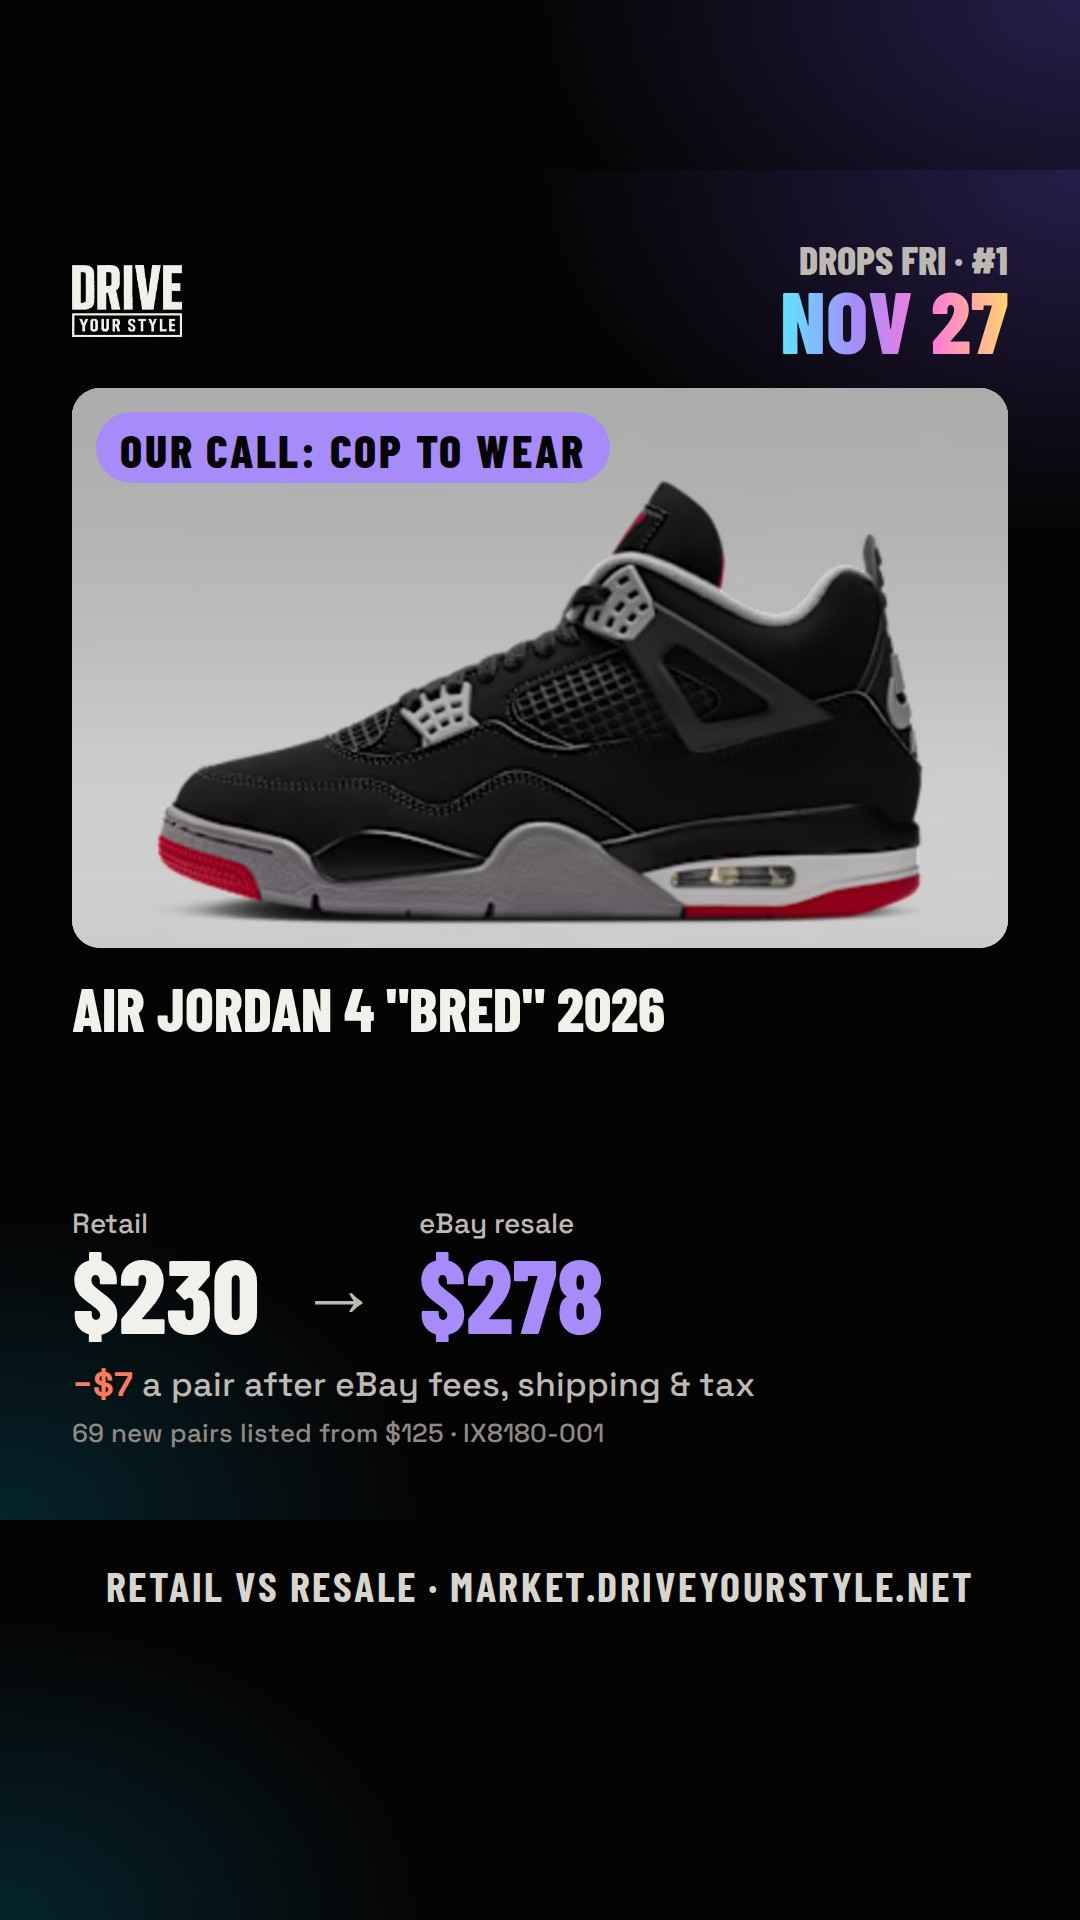 DRIVE
YOUR STYLE
DROPS FRI · #1
NOV 27
OUR CALL: COP TO WEAR
AIR JORDAN 4 "BRED" 2026
Retail
eBay resale
$230 → $278
−$7 a pair after eBay fees, shipping & tax
69 new pairs listed from $125 · IX8180-001
RETAIL VS RESALE · MARKET.DRIVEYOURSTYLE.NET